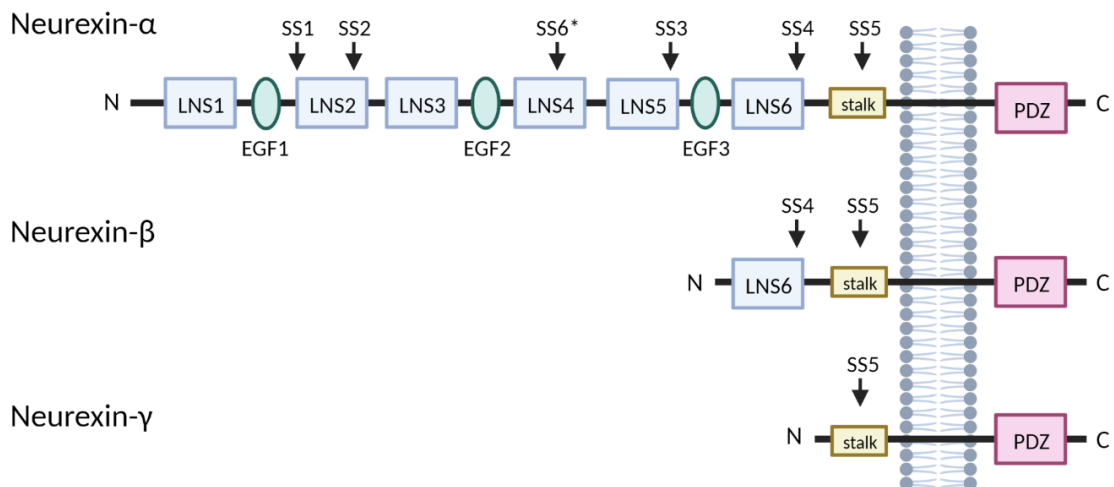 Neurexin-α
SS1 SS2 SS6* SS3 SS4 SS5
N LNS1 LNS2 LNS3 LNS4 LNS5 LNS6 stalk PDZ C
EGF1 EGF2 EGF3
Neurexin-β
SS4 SS5
N LNS6 stalk PDZ C
SS5
Neurexin-γ
N stalk PDZ C